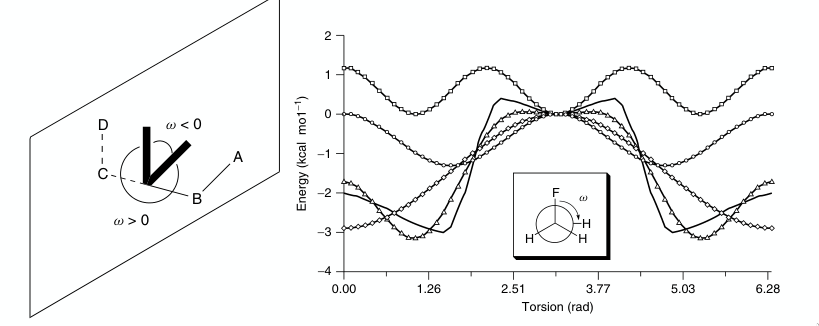 D
ω < 0
A
C
B
ω > 0
Energy (kcal mo1⁻¹)
2
1
0
−1
−2
−3
−4
F
ω
H
H
H
0.00 1.26 2.51 3.77 5.03 6.28
Torsion (rad)